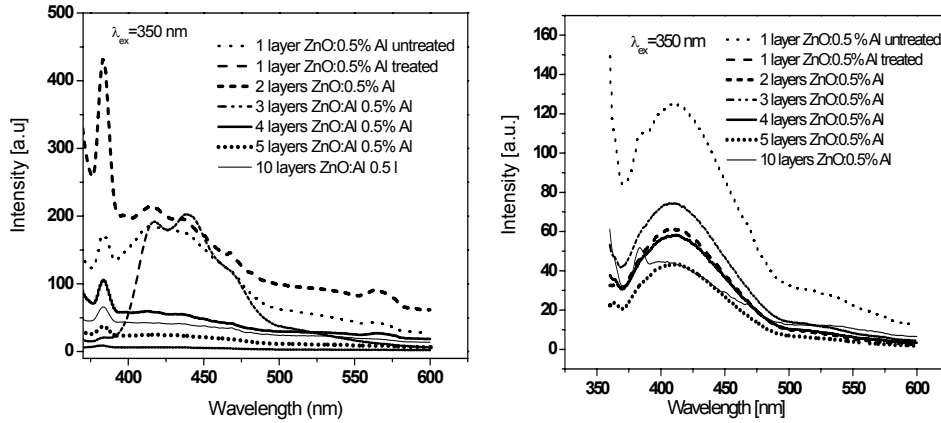 500
400
300
200
100
0
400
450
500
550
600
Intensity [a.u]
Wavelength (nm)
λex=350 nm
1 layer ZnO:0.5% Al untreated
1 layer ZnO:0.5% Al treated
2 layers ZnO:0.5% Al
3 layers ZnO:Al 0.5% Al
4 layers ZnO:Al 0.5% Al
5 layers ZnO:Al 0.5% Al
10 layers ZnO:Al 0.5 l
160
140
120
100
80
60
40
20
0
350
400
450
500
550
600
Intensity [a.u.]
Wavelength [nm]
λex=350 nm
1 layer ZnO:0.5 % Al untreated
1 layer ZnO:0.5% Al treated
2 layers ZnO:0.5% Al
3 layers ZnO:0.5% Al
4 layers ZnO:0.5% Al
5 layers ZnO:0.5% Al
10 layers ZnO:0.5% Al